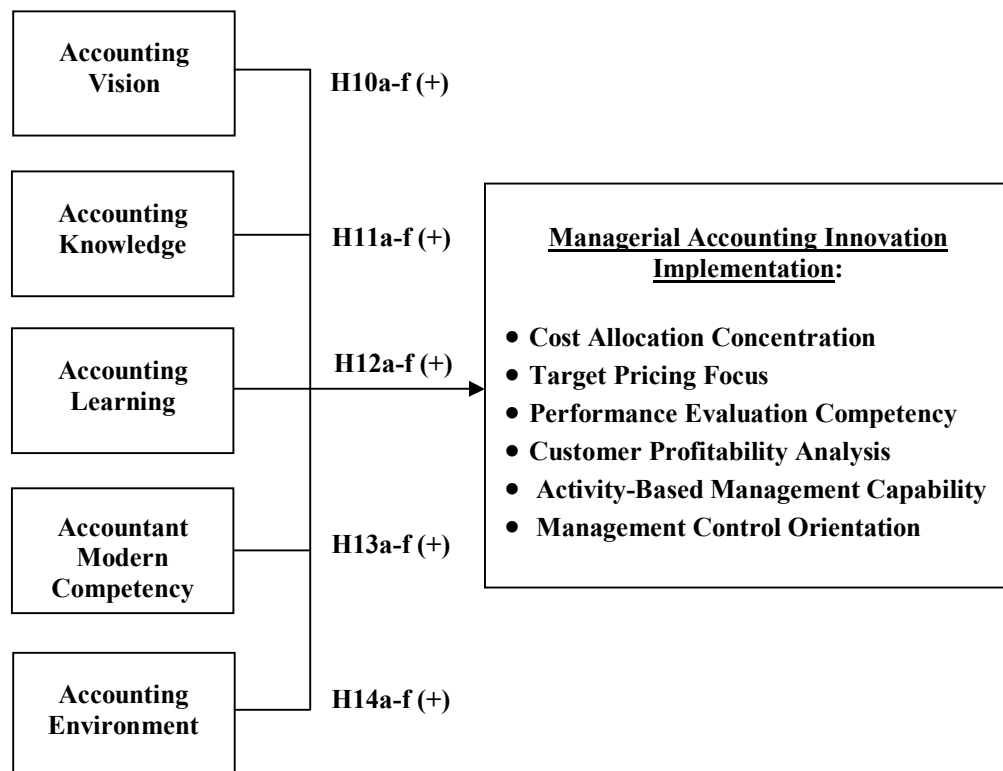 Accounting
Vision
H10a-f (+)
Accounting
Knowledge
H11a-f (+)
Accounting
Learning
H12a-f (+)
Accountant
Modern
Competency
H13a-f (+)
Accounting
Environment
H14a-f (+)
Managerial Accounting Innovation
Implementation:
• Cost Allocation Concentration
• Target Pricing Focus
• Performance Evaluation Competency
• Customer Profitability Analysis
• Activity-Based Management Capability
• Management Control Orientation